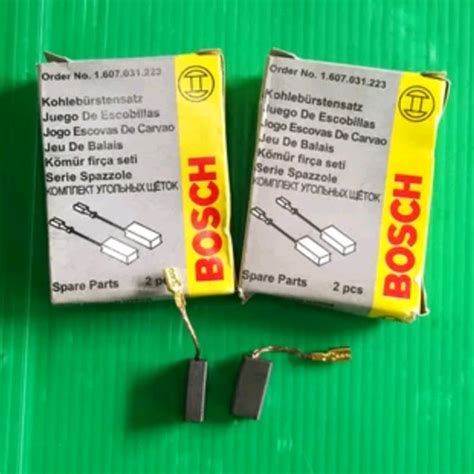 Order No. 1.607.031.223
Kohlebürstensatz
Juego De Escobillas
Jogo Escovas De Carvao
Jeu De Balais
Kömür fırça seti
Serie Spazzole
КОМПЛЕКТ УГОЛЬНЫХ ЩЁТОК
BOSCH
Spare Parts 2 pcs
Order No. 1.607.031.223
Kohlebürstensatz
Juego De Escobillas
Jogo Escovas De Carvao
Jeu De Balais
Kömür fırça seti
Serie Spazzole
КОМПЛЕКТ УГОЛЬНЫХ ЩЁТОК
BOSCH
Spare Parts 2 pcs